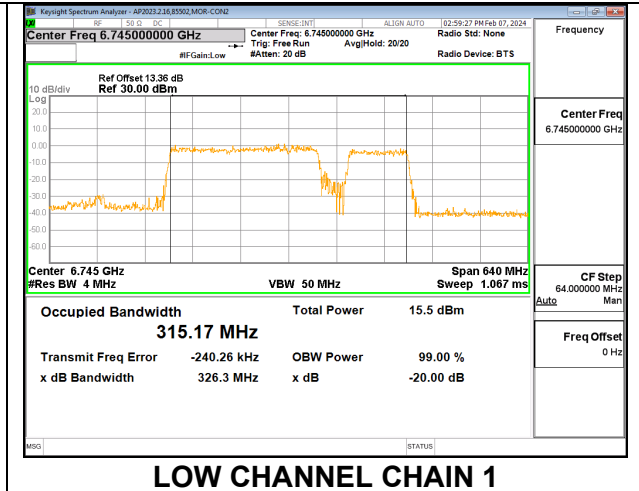 Keysight Spectrum Analyzer - AP2023.2.16,85502,MOR-CON2
RF 50 Ω DC SENSE:INT ALIGN AUTO 02:59:27 PM Feb 07, 2024
Center Freq 6.745000000 GHz
Center Freq: 6.745000000 GHz
Radio Std: None
Trig: Free Run Avg|Hold: 20/20
#IFGain:Low
#Atten: 20 dB
Radio Device: BTS
Frequency
Ref Offset 13.36 dB
10 dB/div Ref 30.00 dBm
Log
20.0
10.0
0.00
-10.0
-20.0
-30.0
-40.0
-50.0
-60.0
Center 6.745 GHz Span 640 MHz
#Res BW 4 MHz VBW 50 MHz Sweep 1.067 ms
Occupied Bandwidth Total Power 15.5 dBm
315.17 MHz
Transmit Freq Error -240.26 kHz OBW Power 99.00 %
x dB Bandwidth 326.3 MHz x dB -20.00 dB
Center Freq
6.745000000 GHz
CF Step
64.000000 MHz
Auto Man
Freq Offset
0 Hz
MSG STATUS
LOW CHANNEL CHAIN 1